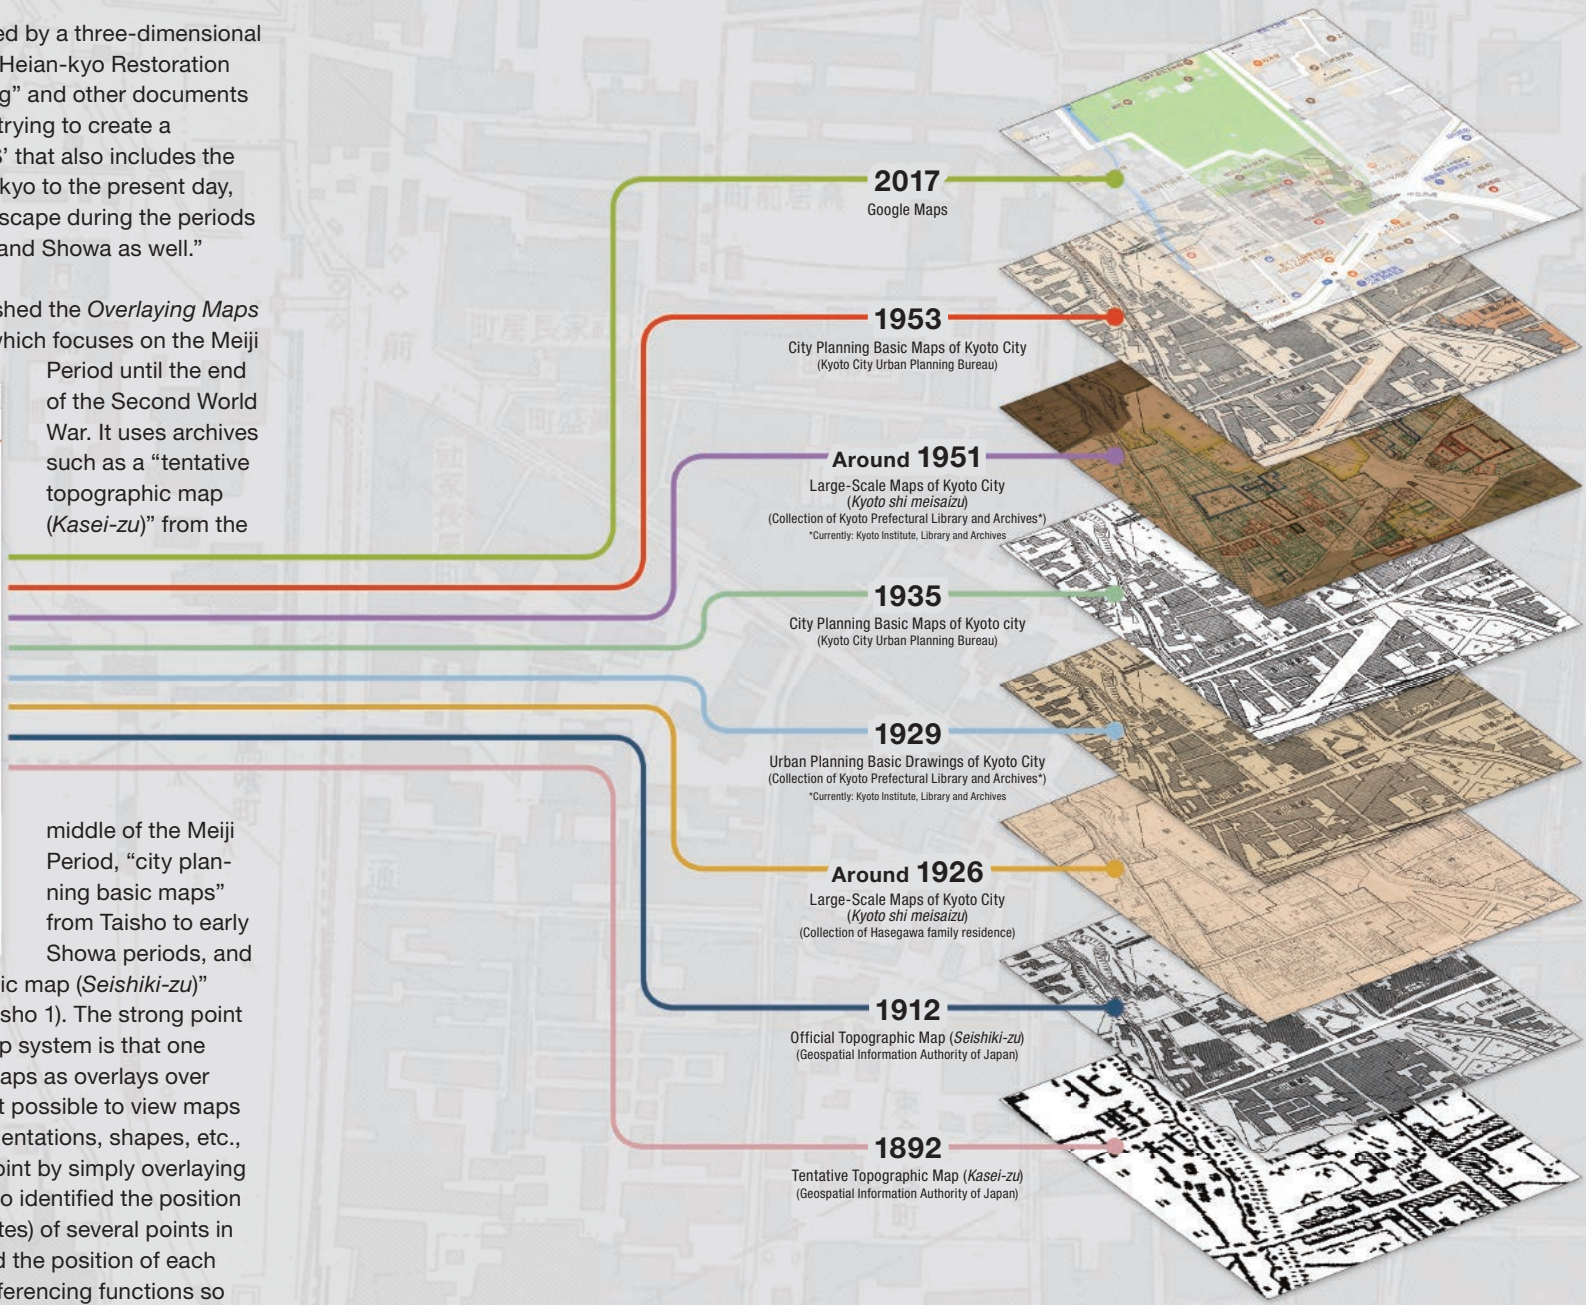 ed by a three-dimensional
Heian-kyo Restoration
g” and other documents
trying to create a
S’ that also includes the
kyo to the present day,
scape during the periods
and Showa as well.”
shed the Overlaying Maps
which focuses on the Meiji
Period until the end
of the Second World
War. It uses archives
such as a “tentative
topographic map
(Kasei-zu)” from the
middle of the Meiji
Period, “city plan-
ning basic maps”
from Taisho to early
Showa periods, and
ic map (Seishiki-zu)”
sho 1). The strong point
p system is that one
aps as overlays over
t possible to view maps
entations, shapes, etc.,
oint by simply overlaying
o identified the position
tes) of several points in
d the position of each
ferencing functions so
2017
Google Maps
1953
City Planning Basic Maps of Kyoto City
(Kyoto City Urban Planning Bureau)
Around 1951
Large-Scale Maps of Kyoto City
(Kyoto shi meisaizu)
(Collection of Kyoto Prefectural Library and Archives*)
*Currently: Kyoto Institute, Library and Archives
1935
City Planning Basic Maps of Kyoto city
(Kyoto City Urban Planning Bureau)
1929
Urban Planning Basic Drawings of Kyoto City
(Collection of Kyoto Prefectural Library and Archives*)
*Currently: Kyoto Institute, Library and Archives
Around 1926
Large-Scale Maps of Kyoto City
(Kyoto shi meisaizu)
(Collection of Hasegawa family residence)
1912
Official Topographic Map (Seishiki-zu)
(Geospatial Information Authority of Japan)
1892
Tentative Topographic Map (Kasei-zu)
(Geospatial Information Authority of Japan)
北野村
町前居鳥